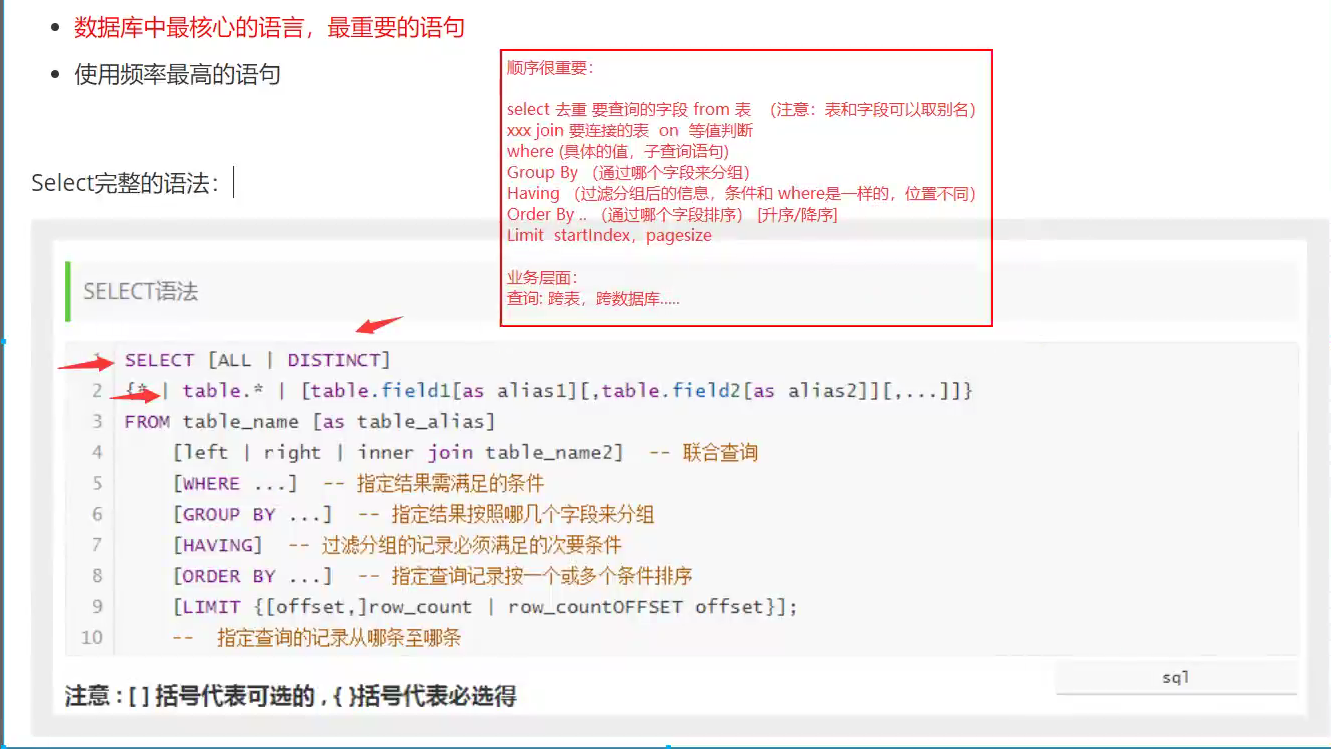 数据库中最核心的语言，最重要的语句
使用频率最高的语句
顺序很重要：
select 去重 要查询的字段 from 表 （注意：表和字段可以取别名）
xxx join 要连接的表 on 等值判断
where (具体的值，子查询语句)
Group By （通过哪个字段来分组）
Having （过滤分组后的信息，条件和 where是一样的，位置不同）
Order By .. （通过哪个字段排序） [升序/降序]
Limit startIndex，pagesize
业务层面：
查询: 跨表，跨数据库.....
Select完整的语法：
SELECT语法
1 SELECT [ALL | DISTINCT]
2 {* | table.* | [table.field1[as alias1][,table.field2[as alias2]][,...]]}
3 FROM table_name [as table_alias]
4 [left | right | inner join table_name2] -- 联合查询
5 [WHERE ...] -- 指定结果需满足的条件
6 [GROUP BY ...] -- 指定结果按照哪几个字段来分组
7 [HAVING] -- 过滤分组的记录必须满足的次要条件
8 [ORDER BY ...] -- 指定查询记录按一个或多个条件排序
9 [LIMIT {[offset,]row_count | row_countOFFSET offset}];
10 -- 指定查询的记录从哪条至哪条
sql
注意 : [ ] 括号代表可选的 , { }括号代表必选得